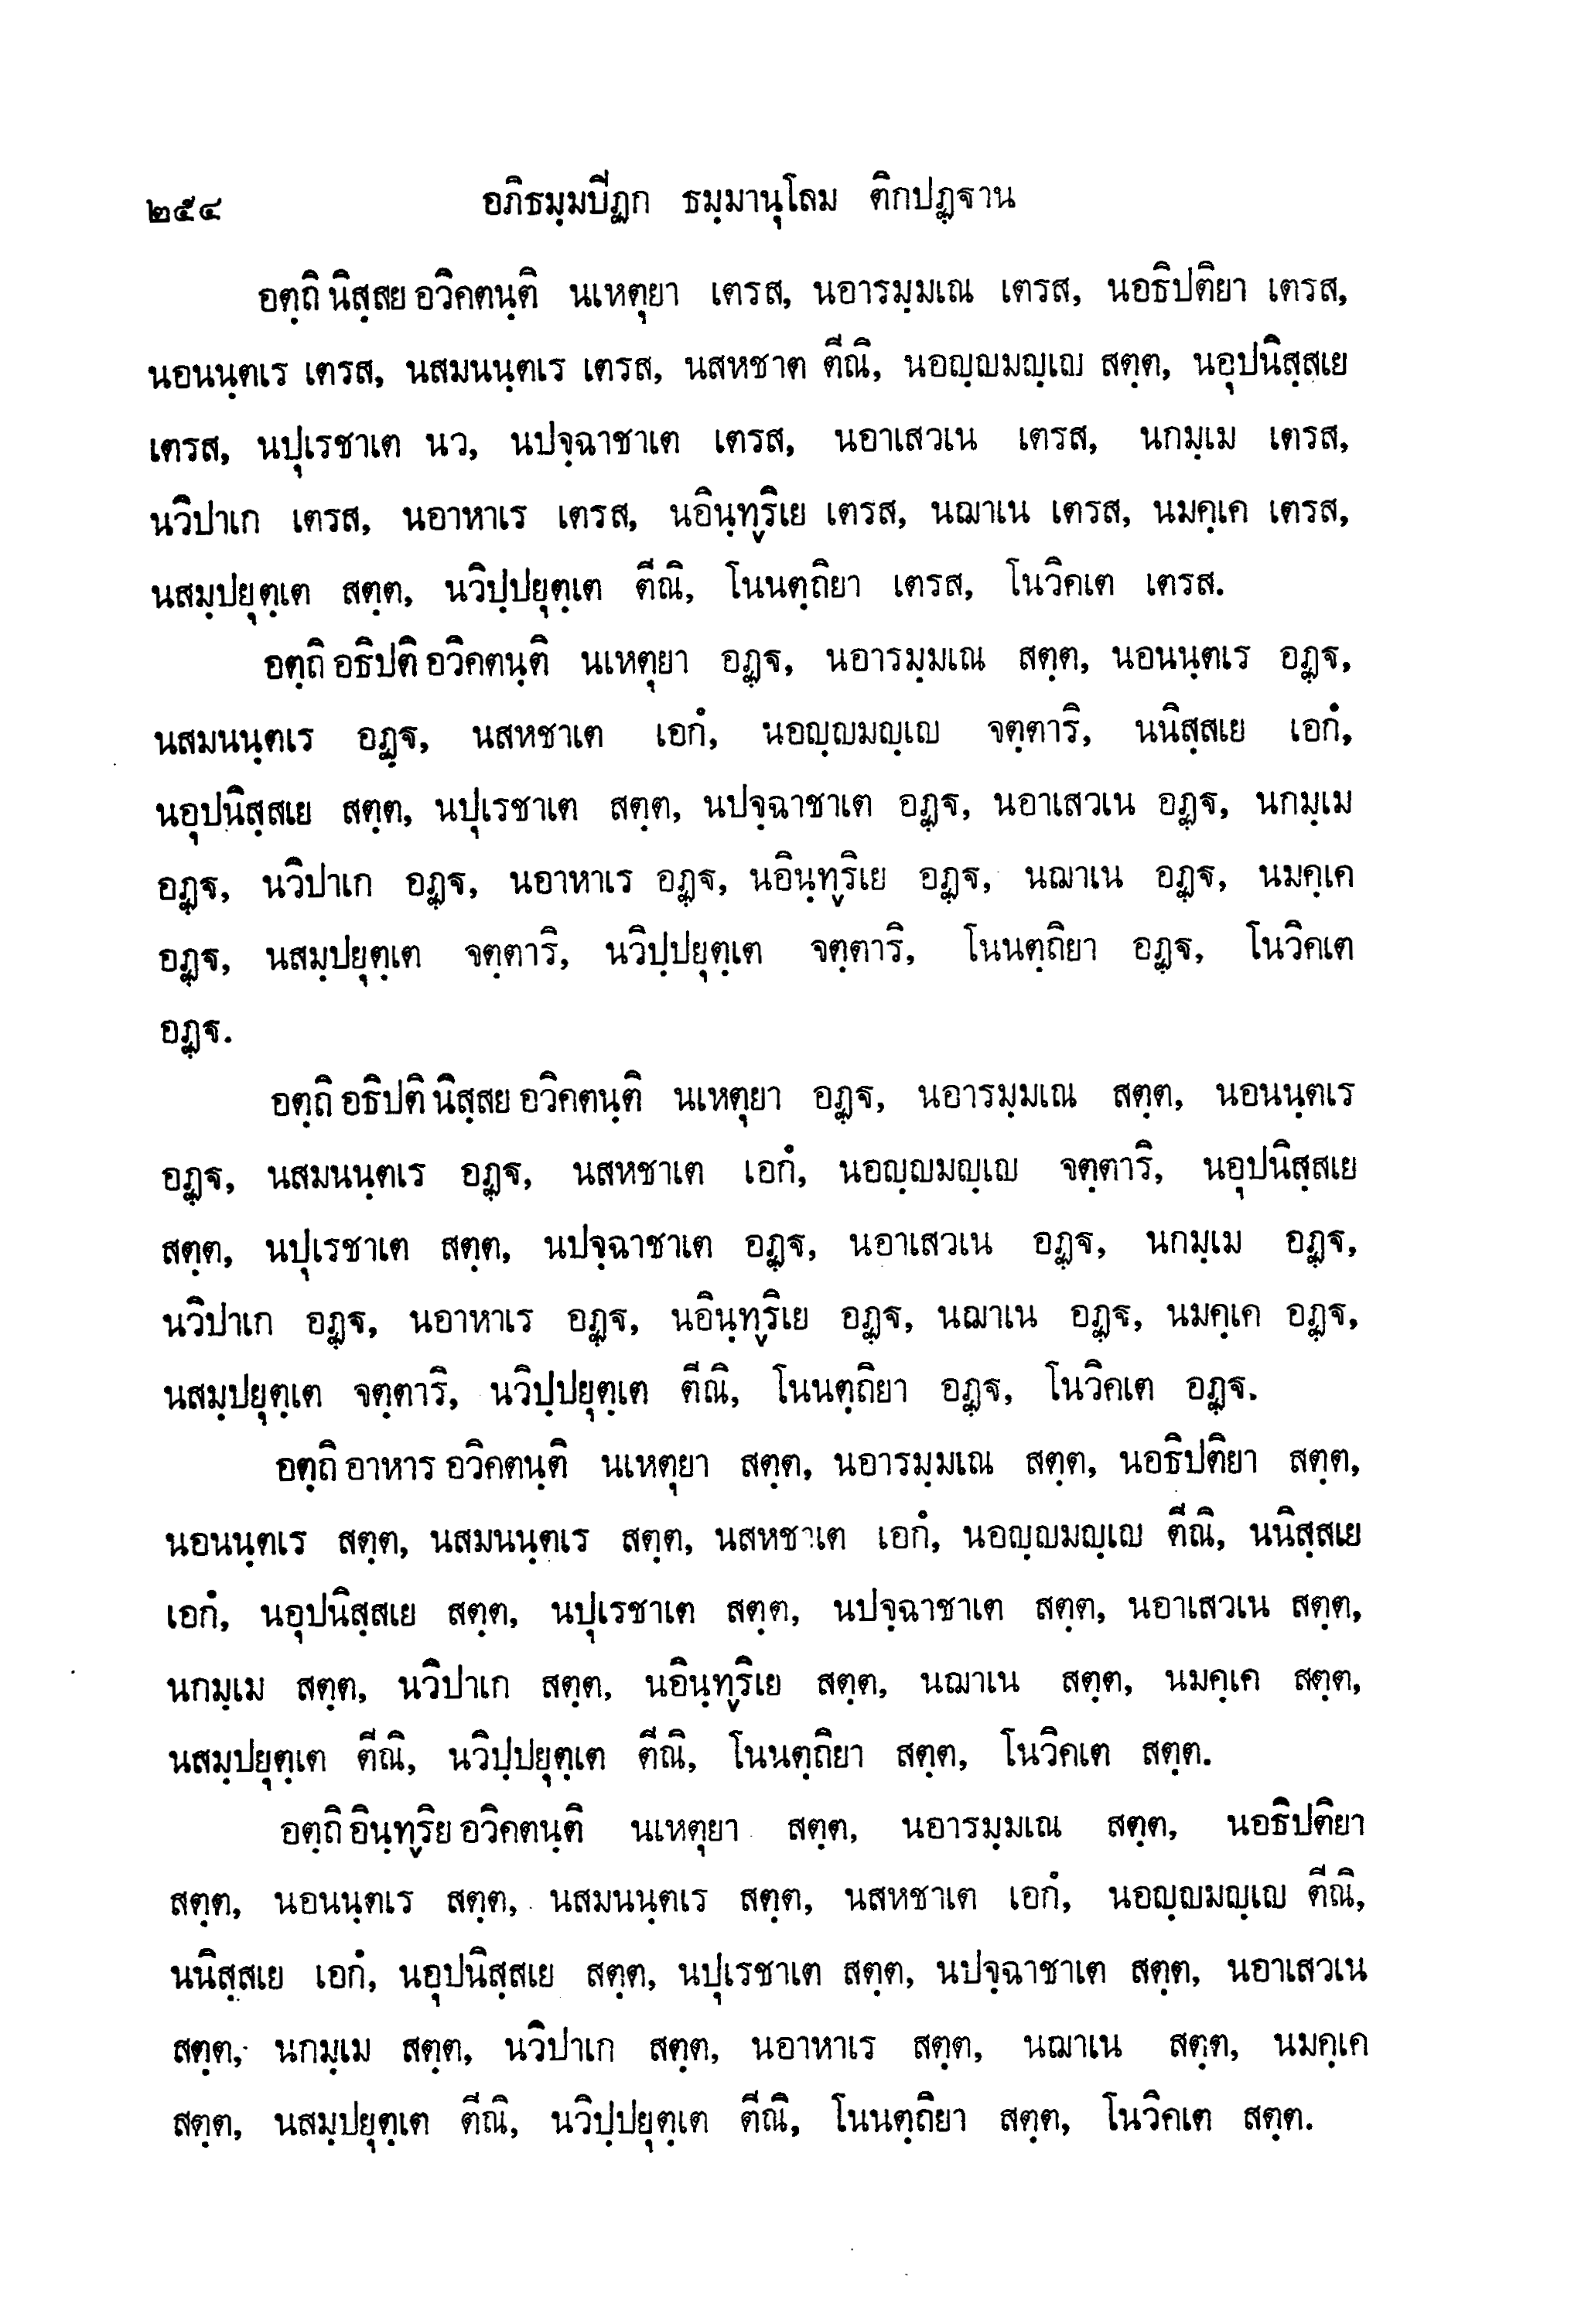 ๒๕๔ อภิธมฺมปิฏก ธมฺมานุโลม ติกปฏฺฐาน
อตฺถิ นิสฺสย อวิคตนฺติ นเหตุยา เตรส, นอารมฺมเณ เตรส, นอธิปติยา เตรส,
นอนนฺตเร เตรส, นสมนนฺตเร เตรส, นสหชาต ตีณิ, นอญฺญมญฺเญ สตฺต, นอุปนิสฺสเย
เตรส, นปุเรชาเต นว, นปจฺฉาชาเต เตรส, นอาเสวเน เตรส, นกมฺเม เตรส,
นวิปาเก เตรส, นอาหาเร เตรส, นอินฺทฺริเย เตรส, นฌาเน เตรส, นมคฺเค เตรส,
นสมฺปยุตฺเต สตฺต, นวิปฺปยุตฺเต ตีณิ, โนนตฺถิยา เตรส, โนวิคเต เตรส.
อตฺถิ อธิปติ อวิคตนฺติ นเหตุยา อฏฺฐ, นอารมฺมเณ สตฺต, นอนนฺตเร อฏฺฐ,
นสมนนฺตเร อฏฺฐ, นสหชาเต เอกํ, นอญฺญมญฺเญ จตฺตาริ, นนิสฺสเย เอกํ,
นอุปนิสฺสเย สตฺต, นปุเรชาเต สตฺต, นปจฺฉาชาเต อฏฺฐ, นอาเสวเน อฏฺฐ, นกมฺเม
อฏฺฐ, นวิปาเก อฏฺฐ, นอาหาเร อฏฺฐ, นอินฺทฺริเย อฏฺฐ, นฌาเน อฏฺฐ, นมคฺเค
อฏฺฐ, นสมฺปยุตฺเต จตฺตาริ, นวิปฺปยุตฺเต จตฺตาริ, โนนตฺถิยา อฏฺฐ, โนวิคเต
อฏฺฐ.
อตฺถิ อธิปติ นิสฺสย อวิคตนฺติ นเหตุยา อฏฺฐ, นอารมฺมเณ สตฺต, นอนนฺตเร
อฏฺฐ, นสมนนฺตเร อฏฺฐ, นสหชาเต เอกํ, นอญฺญมญฺเญ จตฺตาริ, นอุปนิสฺสเย
สตฺต, นปุเรชาเต สตฺต, นปจฺฉาชาเต อฏฺฐ, นอาเสวเน อฏฺฐ, นกมฺเม อฏฺฐ,
นวิปาเก อฏฺฐ, นอาหาเร อฏฺฐ, นอินฺทฺริเย อฏฺฐ, นฌาเน อฏฺฐ, นมคฺเค อฏฺฐ,
นสมฺปยุตฺเต จตฺตาริ, นวิปฺปยุตฺเต ตีณิ, โนนตฺถิยา อฏฺฐ, โนวิคเต อฏฺฐ.
อตฺถิ อาหาร อวิคตนฺติ นเหตุยา สตฺต, นอารมฺมเณ สตฺต, นอธิปติยา สตฺต,
นอนนฺตเร สตฺต, นสมนนฺตเร สตฺต, นสหชาเต เอกํ, นอญฺญมญฺเญ ตีณิ, นนิสฺสเย
เอกํ, นอุปนิสฺสเย สตฺต, นปุเรชาเต สตฺต, นปจฺฉาชาเต สตฺต, นอาเสวเน สตฺต,
นกมฺเม สตฺต, นวิปาเก สตฺต, นอินฺทฺริเย สตฺต, นฌาเน สตฺต, นมคฺเค สตฺต,
นสมฺปยุตฺเต ตีณิ, นวิปฺปยุตฺเต ตีณิ, โนนตฺถิยา สตฺต, โนวิคเต สตฺต.
อตฺถิ อินฺทฺริย อวิคตนฺติ นเหตุยา สตฺต, นอารมฺมเณ สตฺต, นอธิปติยา
สตฺต, นอนนฺตเร สตฺต, นสมนนฺตเร สตฺต, นสหชาเต เอกํ, นอญฺญมญฺเญ ตีณิ,
นนิสฺสเย เอกํ, นอุปนิสฺสเย สตฺต, นปุเรชาเต สตฺต, นปจฺฉาชาเต สตฺต, นอาเสวเน
สตฺต, นกมฺเม สตฺต, นวิปาเก สตฺต, นอาหาเร สตฺต, นฌาเน สตฺต, นมคฺเค
สตฺต, นสมฺปยุตฺเต ตีณิ, นวิปฺปยุตฺเต ตีณิ, โนนตฺถิยา สตฺต, โนวิคเต สตฺต.